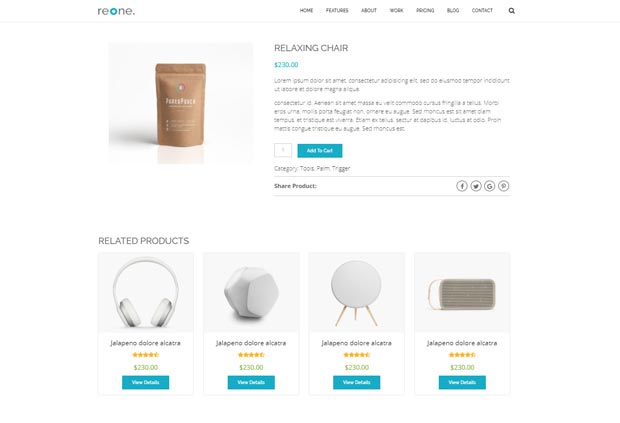 reone.
HOME FEATURES ABOUT WORK PRICING BLOG CONTACT
RELAXING CHAIR
$230.00
Lorem ipsum dolor sit amet, consectetur adipisicing elit, sed do eiusmod tempor incididunt
ut labore et dolore magna aliqua.
consectetur id. Aenean sit amet massa eu velit commodo cursus fringilla a tellus. Morbi
eros urna, mollis porta feugiat non, ornare eu augue. Sed rhoncus est sit amet diam
tempus, et tristique est viverra. Etiam ex tellus, sectur at dapibus id, luctus at odio. Proin
mattis congue tristique eu augue. Sed rhoncus est.
1 Add To Cart
Category: Tools, Palm, Trigger
Share Product:
PAPERPOUCH
RELATED PRODUCTS
Jalapeno dolore alcatra Jalapeno dolore alcatra Jalapeno dolore alcatra Jalapeno dolore alcatra
$230.00 $230.00 $230.00 $230.00
View Details View Details View Details View Details